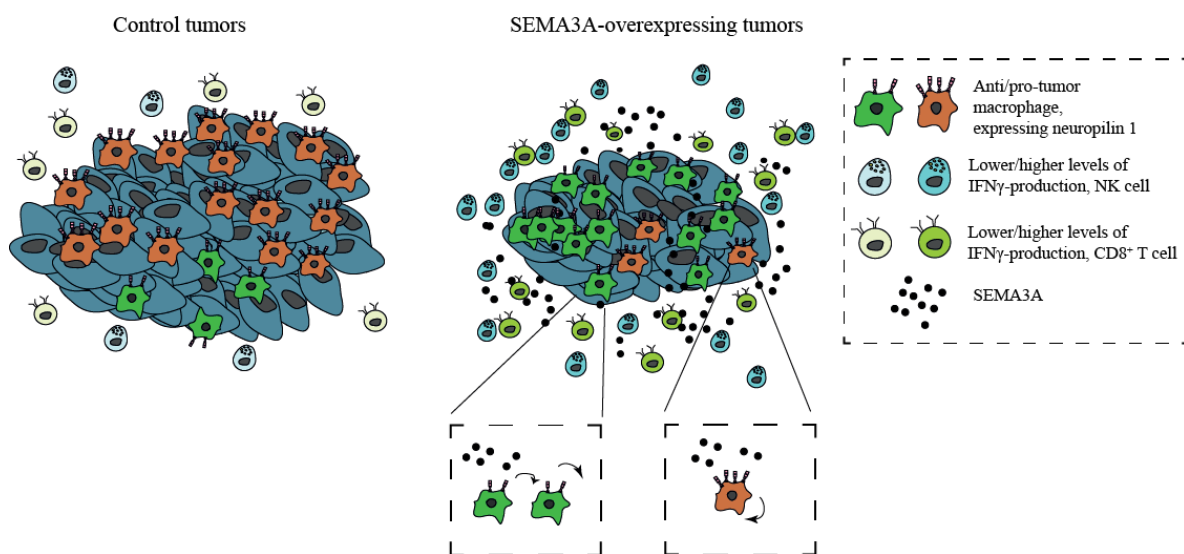 Control tumors
SEMA3A-overexpressing tumors
Anti/pro-tumor
macrophage,
expressing neuropilin 1
Lower/higher levels of
IFNγ-production, NK cell
Lower/higher levels of
IFNγ-production, CD8⁺ T cell
SEMA3A